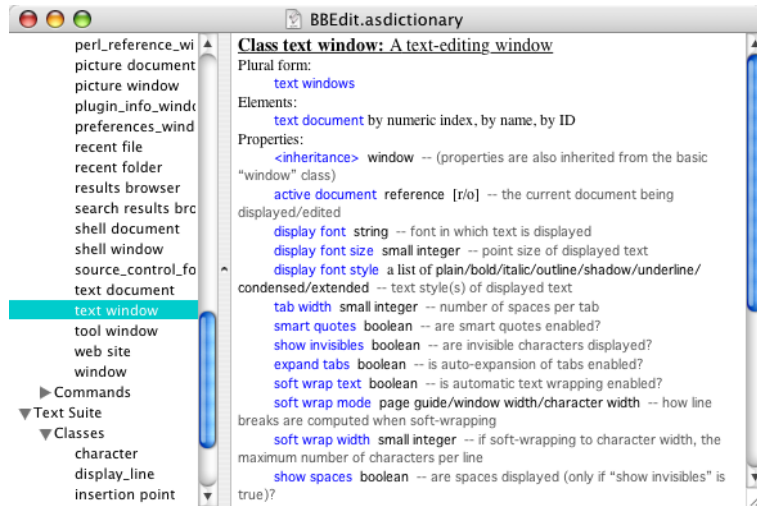 BBEdit.asdictionary
perl_reference_wi
picture document
picture window
plugin_info_windo
preferences_wind
recent file
recent folder
results browser
search results brc
shell document
shell window
source_control_fo
text document
text window
tool window
web site
window
Commands
Text Suite
Classes
character
display_line
insertion point
Class text window: A text-editing window
Plural form:
text windows
Elements:
text document by numeric index, by name, by ID
Properties:
<inheritance> window -- (properties are also inherited from the basic
“window” class)
active document reference [r/o] -- the current document being
displayed/edited
display font string -- font in which text is displayed
display font size small integer -- point size of displayed text
display font style a list of plain/bold/italic/outline/shadow/underline/
condensed/extended -- text style(s) of displayed text
tab width small integer -- number of spaces per tab
smart quotes boolean -- are smart quotes enabled?
show invisibles boolean -- are invisible characters displayed?
expand tabs boolean -- is auto-expansion of tabs enabled?
soft wrap text boolean -- is automatic text wrapping enabled?
soft wrap mode page guide/window width/character width -- how line
breaks are computed when soft-wrapping
soft wrap width small integer -- if soft-wrapping to character width, the
maximum number of characters per line
show spaces boolean -- are spaces displayed (only if “show invisibles” is
true)?